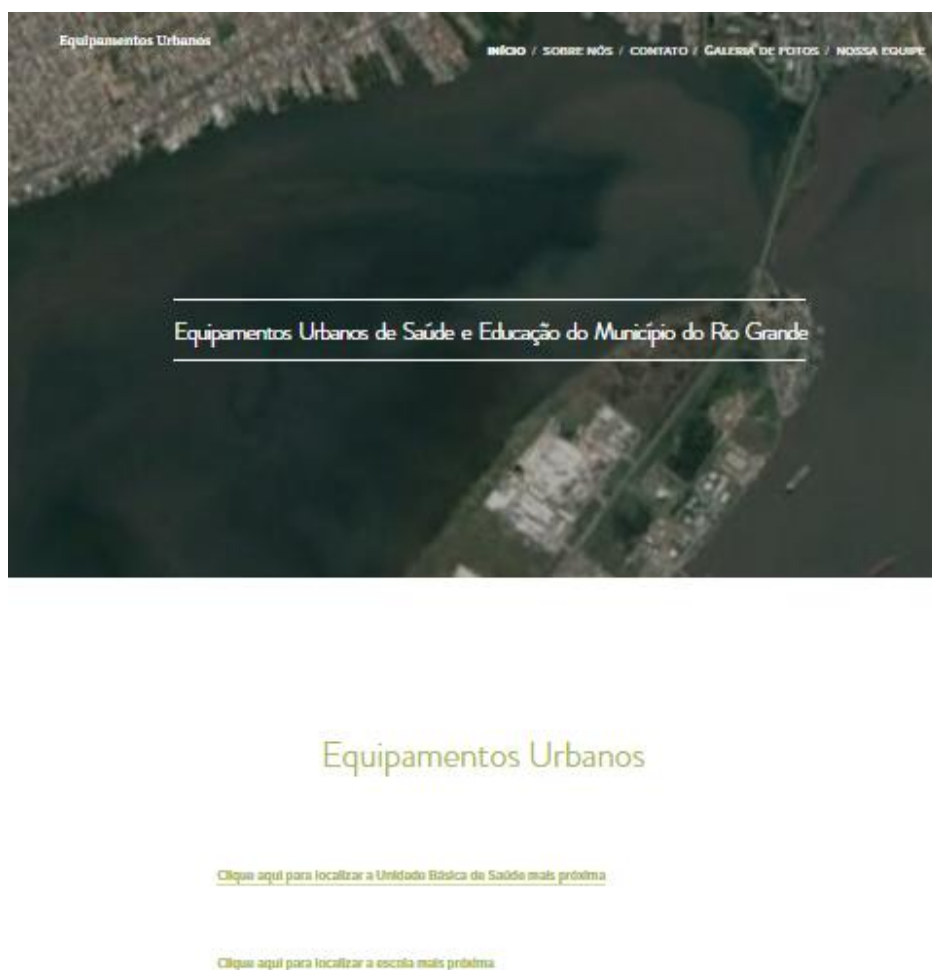 Equipamentos Urbanos
INÍCIO / SOBRE NÓS / CONTATO / GALERIA DE FOTOS / NOSSA EQUIPE
Equipamentos Urbanos de Saúde e Educação do Município do Rio Grande
Equipamentos Urbanos
Clique aqui para localizar a Unidade Básica de Saúde mais próxima
Clique aqui para localizar a escola mais próxima